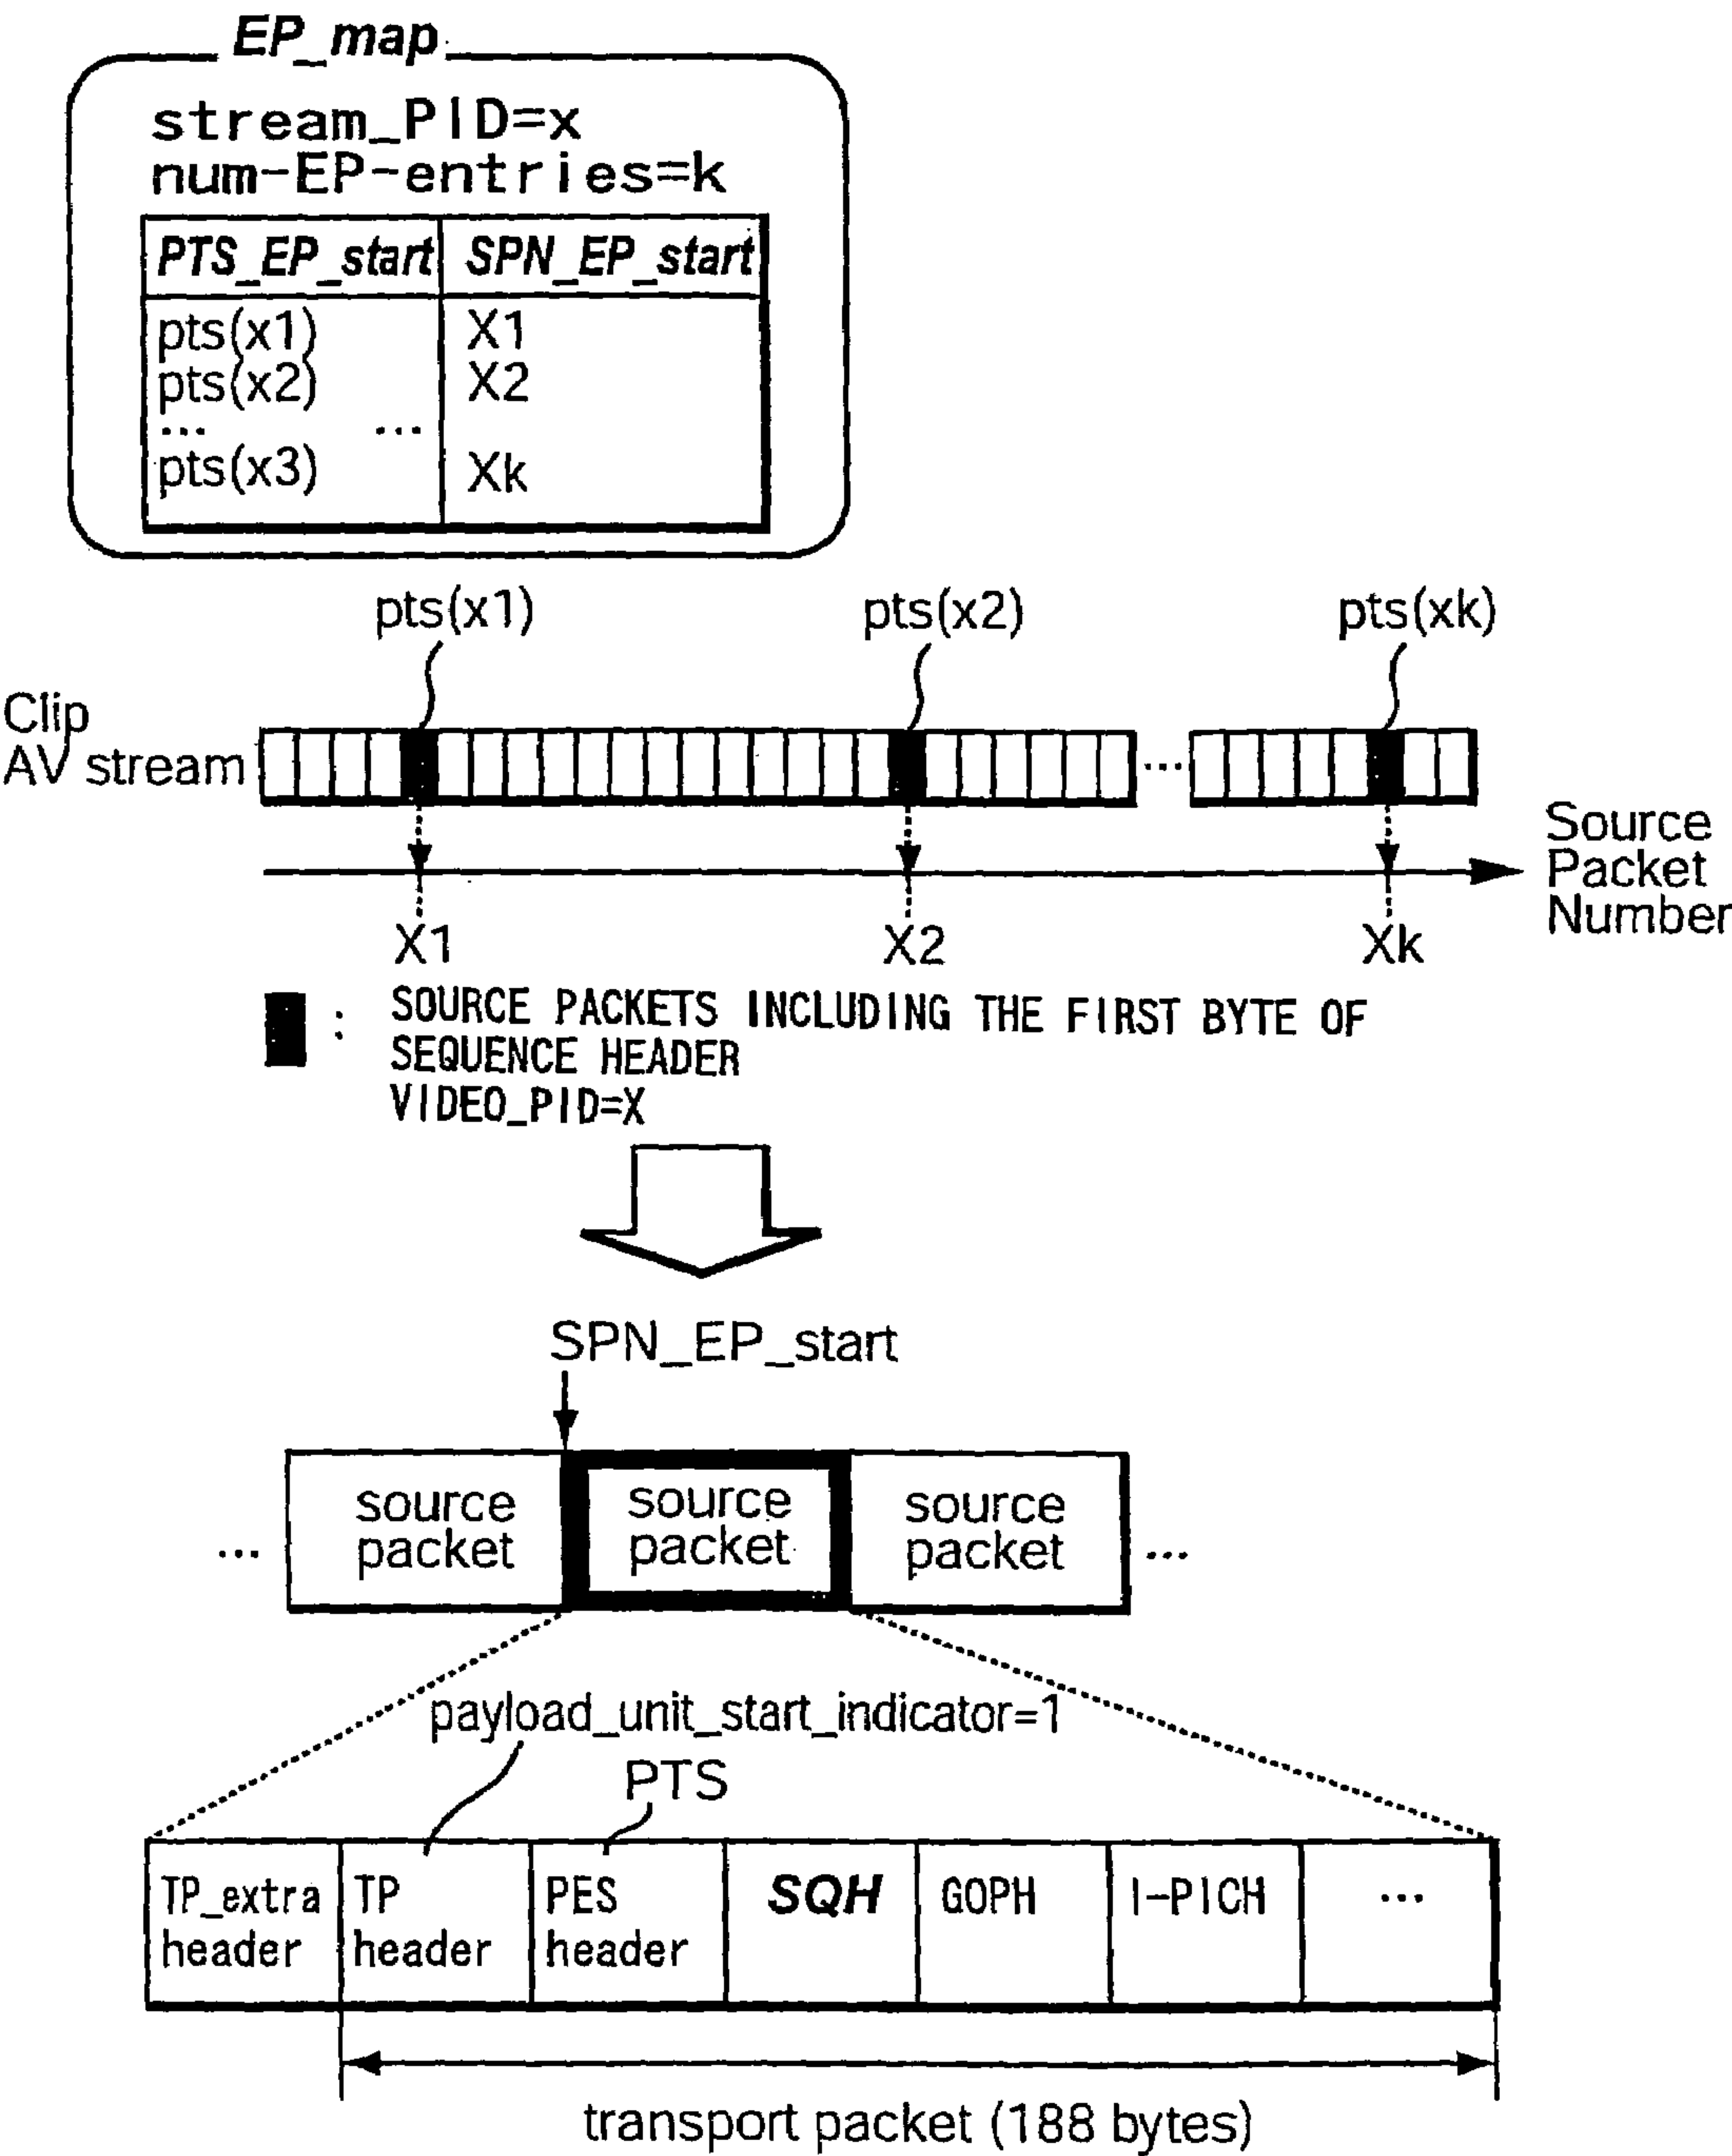 EP_map
stream_PID=x
num-EP-entries=k
PTS_EP_start SPN_EP_start
pts(x1) X1
pts(x2) X2
... ...
pts(x3) Xk
pts(x1) pts(x2) pts(xk)
Clip
AV stream
...
Source
Packet
Number
X1 X2 Xk
: SOURCE PACKETS INCLUDING THE FIRST BYTE OF
SEQUENCE HEADER
VIDEO_PID=X
SPN_EP_start
... source packet source packet source packet ...
payload_unit_start_indicator=1
PTS
TP_extra header TP header PES header SQH GOPH I-PICH ...
transport packet (188 bytes)